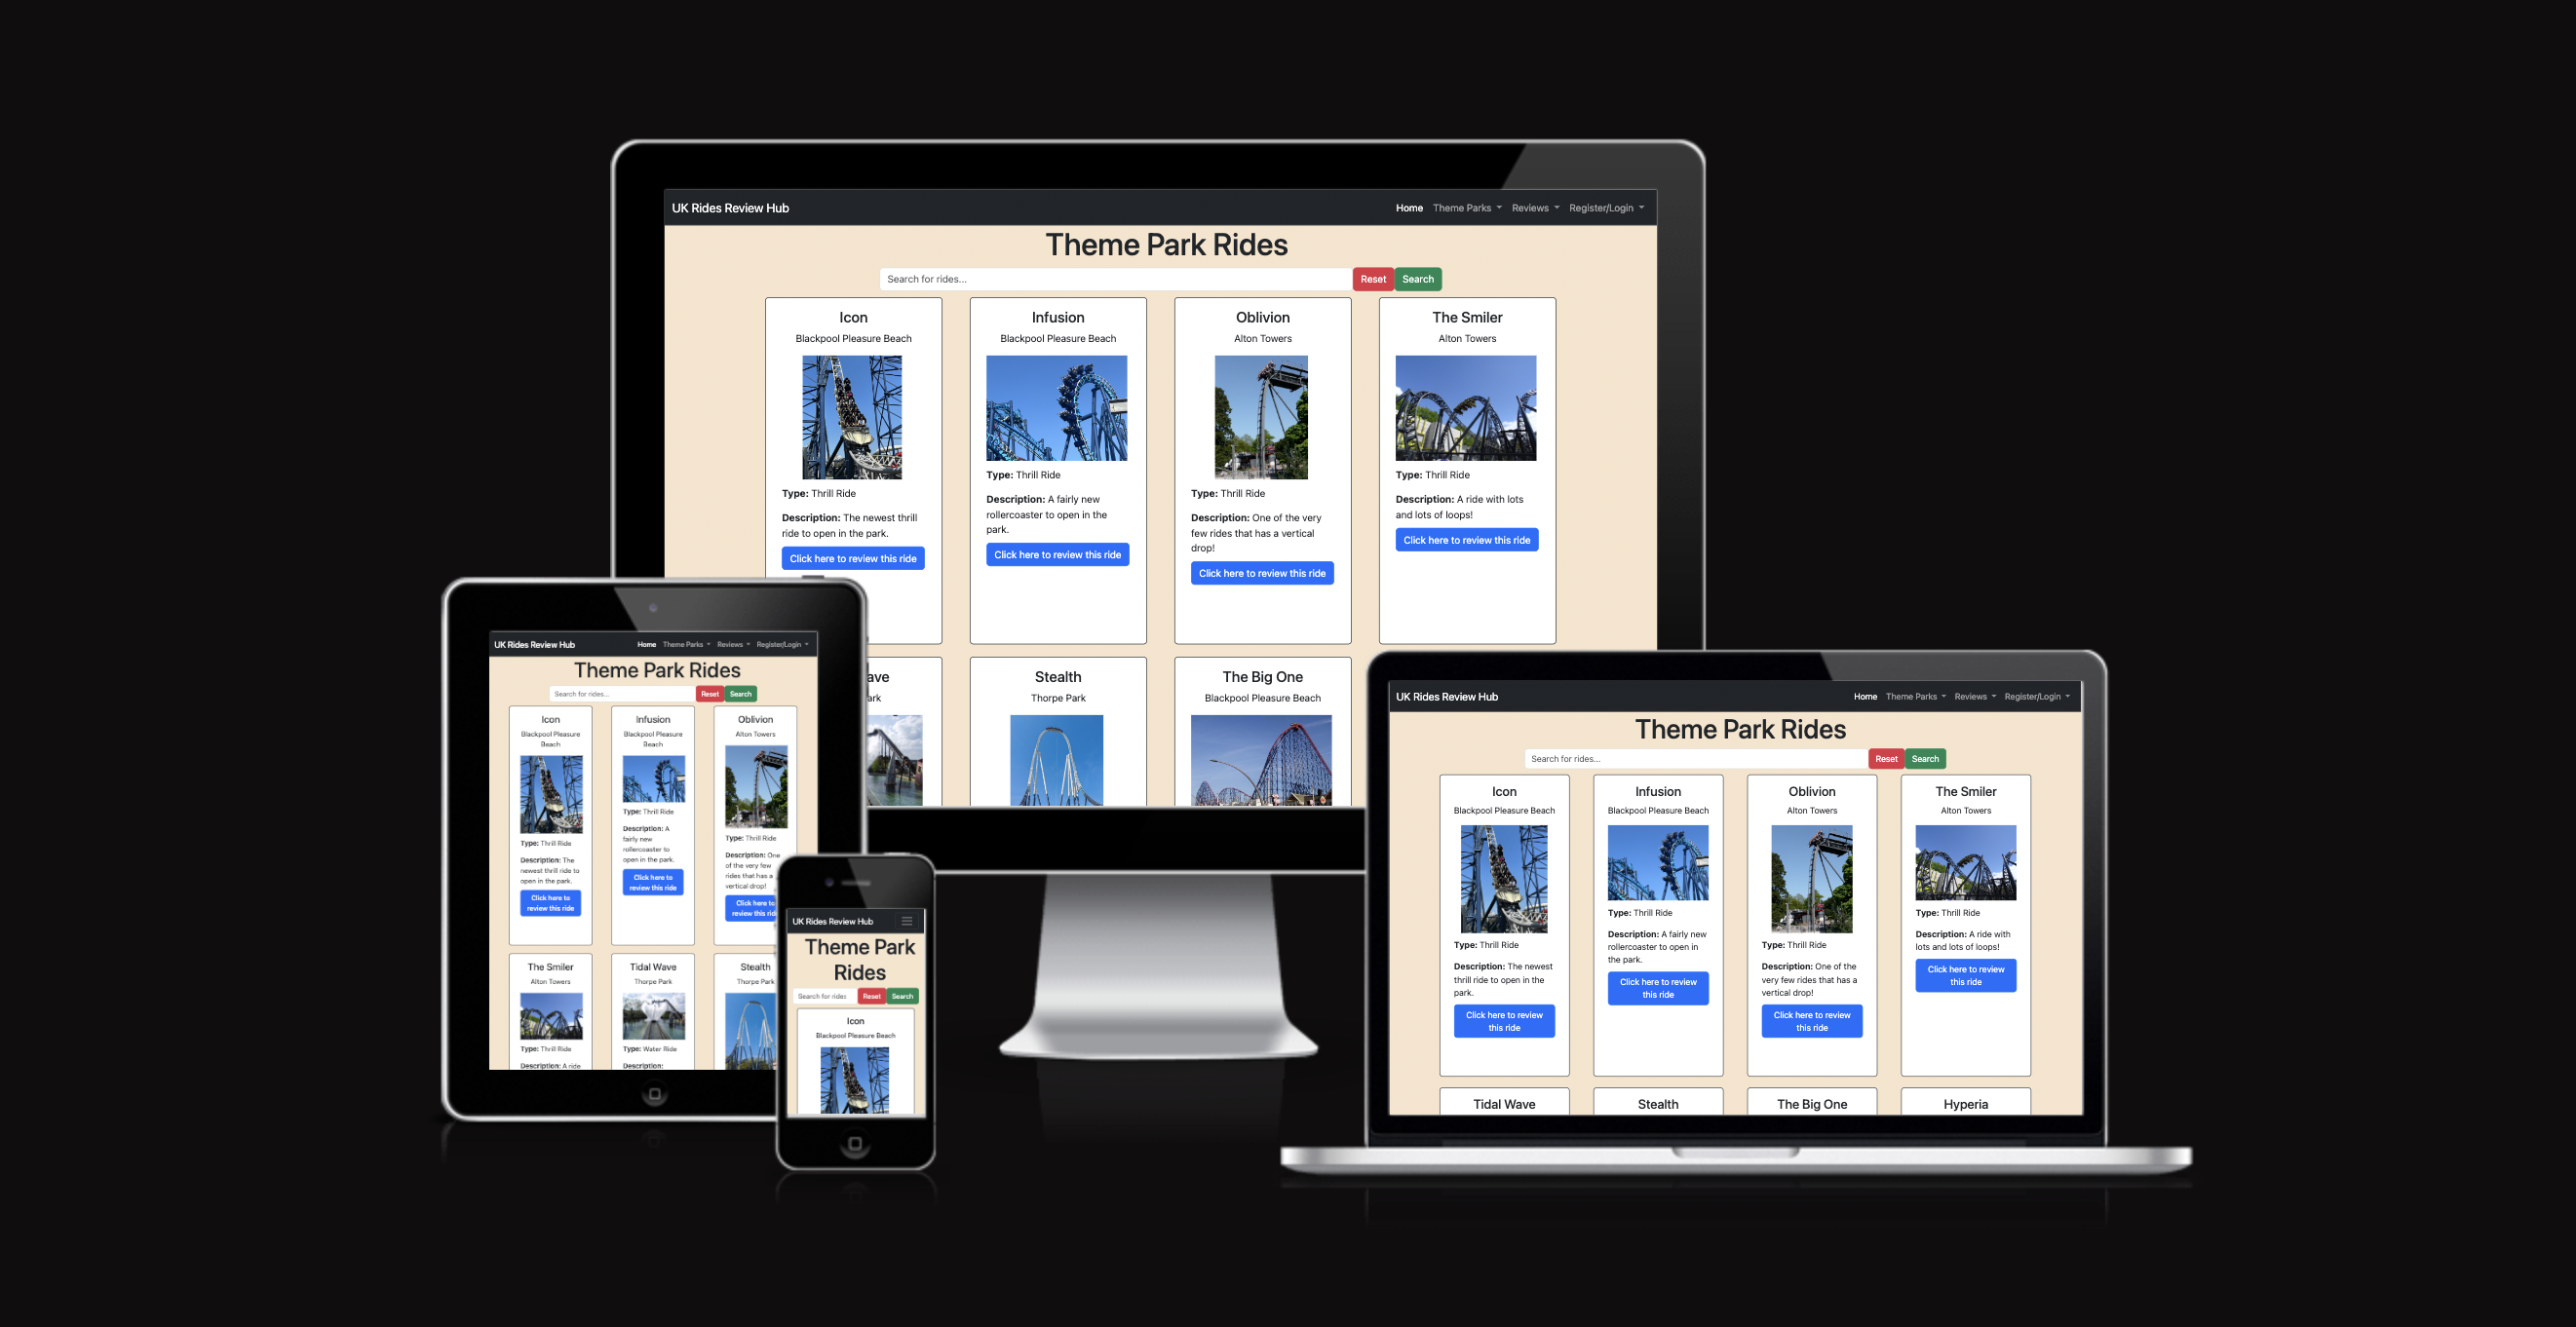 UK Rides Review Hub
Home Theme Parks Reviews Register/Login
Theme Park Rides
Search for rides...
Reset Search
Icon
Blackpool Pleasure Beach
Type: Thrill Ride
Description: The newest thrill
ride to open in the park.
Click here to review this ride
Infusion
Blackpool Pleasure Beach
Type: Thrill Ride
Description: A fairly new
rollercoaster to open in the
park.
Click here to review this ride
Oblivion
Alton Towers
Type: Thrill Ride
Description: One of the very
few rides that has a vertical
drop!
Click here to review this ride
The Smiler
Alton Towers
Type: Thrill Ride
Description: A ride with lots
and lots of loops!
Click here to review this ride
ave
ark
Stealth
Thorpe Park
The Big One
Blackpool Pleasure Beach
UK Rides Review Hub
Home Theme Parks Reviews Register/Login
Theme Park Rides
Search for rides...
Reset Search
Icon
Blackpool Pleasure
Beach
Type: Thrill Ride
Description: The
newest thrill ride to
open in the park.
Click here to
review this ride
Infusion
Blackpool Pleasure
Beach
Type: Thrill Ride
Description: A
fairly new
rollercoaster to
open in the park.
Click here to
review this ride
Oblivion
Alton Towers
Type: Thrill Ride
Description: One
of the very few
rides that has a
vertical drop!
Click here to
review this ride
The Smiler
Alton Towers
Type: Thrill Ride
Description: A ride
Tidal Wave
Thorpe Park
Type: Water Ride
Description:
Stealth
Thorpe Park
UK Rides Review Hub
Theme Park
Rides
Search for rides
Reset Search
Icon
Blackpool Pleasure Beach
UK Rides Review Hub
Home Theme Parks Reviews Register/Login
Theme Park Rides
Search for rides...
Reset Search
Icon
Blackpool Pleasure Beach
Type: Thrill Ride
Description: The newest
thrill ride to open in the
park.
Click here to review
this ride
Infusion
Blackpool Pleasure Beach
Type: Thrill Ride
Description: A fairly new
rollercoaster to open in
the park.
Click here to review
this ride
Oblivion
Alton Towers
Type: Thrill Ride
Description: One of the
very few rides that has a
vertical drop!
Click here to review
this ride
The Smiler
Alton Towers
Type: Thrill Ride
Description: A ride with
lots and lots of loops!
Click here to review
this ride
Tidal Wave
Stealth
The Big One
Hyperia